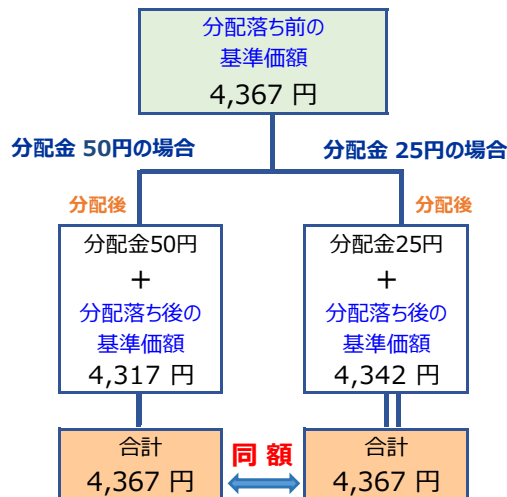 分配落ち前の
基準価額
4,367 円
分配金 50円の場合
分配金 25円の場合
分配後
分配後
分配金50円
+
分配落ち後の
基準価額
4,317 円
分配金25円
+
分配落ち後の
基準価額
4,342 円
合計
4,367 円
同 額
合計
4,367 円